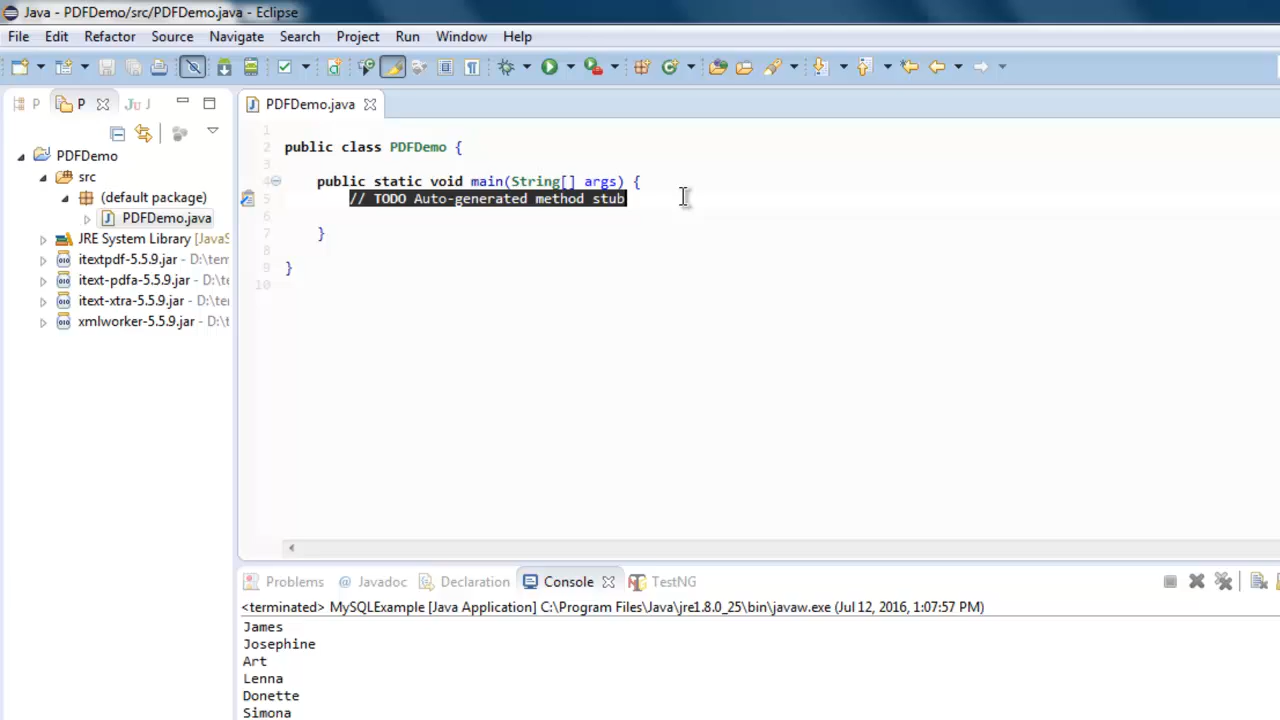 Java - PDFDemo/src/PDFDemo.java - Eclipse
File Edit Refactor Source Navigate Search Project Run Window Help
P P Ju J
PDFDemo.java
PDFDemo
src
(default package)
PDFDemo.java
JRE System Library [JavaS
itextpdf-5.5.9.jar - D:\tem
itext-pdfa-5.5.9.jar - D:\te
itext-xtra-5.5.9.jar - D:\te
xmlworker-5.5.9.jar - D:\t
1
2 public class PDFDemo {
3
4 public static void main(String[] args) {
5 // TODO Auto-generated method stub
6
7 }
8
9 }
10
Problems @ Javadoc Declaration Console TestNG
<terminated> MySQLExample [Java Application] C:\Program Files\Java\jre1.8.0_25\bin\javaw.exe (Jul 12, 2016, 1:07:57 PM)
James
Josephine
Art
Lenna
Donette
Simona